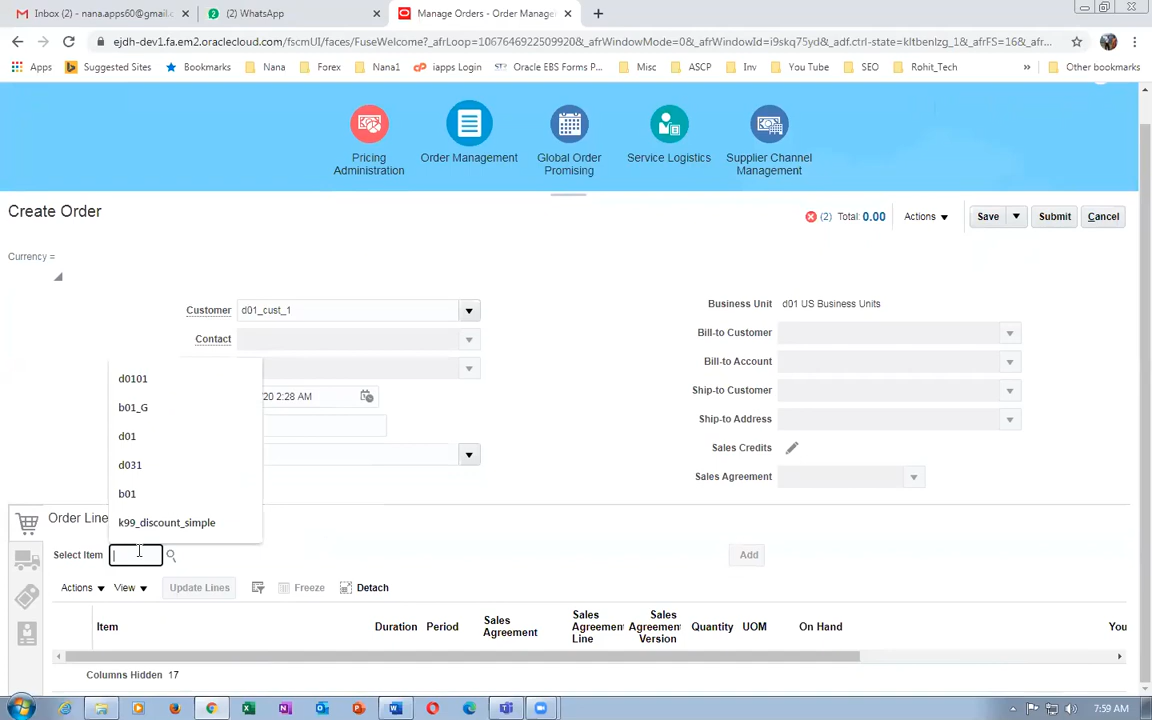 Inbox (2) - nana.apps60@gmail.c
(2) WhatsApp
Manage Orders - Order Manage
ejdh-dev1.fa.em2.oraclecloud.com/fscmUI/faces/FuseWelcome?_afrLoop=1067646922509920&_afrWindowMode=0&_afrWindowId=i9skq75yd&_adf.ctrl-state=kltbenlzg_1&_afrFS=16&_afr...
Apps
Suggested Sites
Bookmarks
Nana
Forex
Nana1
iapps Login
Oracle EBS Forms P...
Misc
ASCP
Inv
You Tube
SEO
Rohit_Tech
»
Other bookmarks
Pricing Administration
Order Management
Global Order Promising
Service Logistics
Supplier Channel Management
Create Order
(2) Total: 0.00
Actions
Save
Submit
Cancel
Currency =
Customer d01_cust_1
Business Unit d01 US Business Units
Contact
Bill-to Customer
Bill-to Account
Ship-to Customer
/20 2:28 AM
Ship-to Address
Sales Credits
Sales Agreement
d0101
b01_G
d01
d031
b01
k99_discount_simple
Order Line
Select Item
Add
Actions View Update Lines Freeze Detach
Item
Duration
Period
Sales Agreement
Sales Agreement Line
Sales Agreement Version
Quantity
UOM
On Hand
You
Columns Hidden 17
7:59 AM